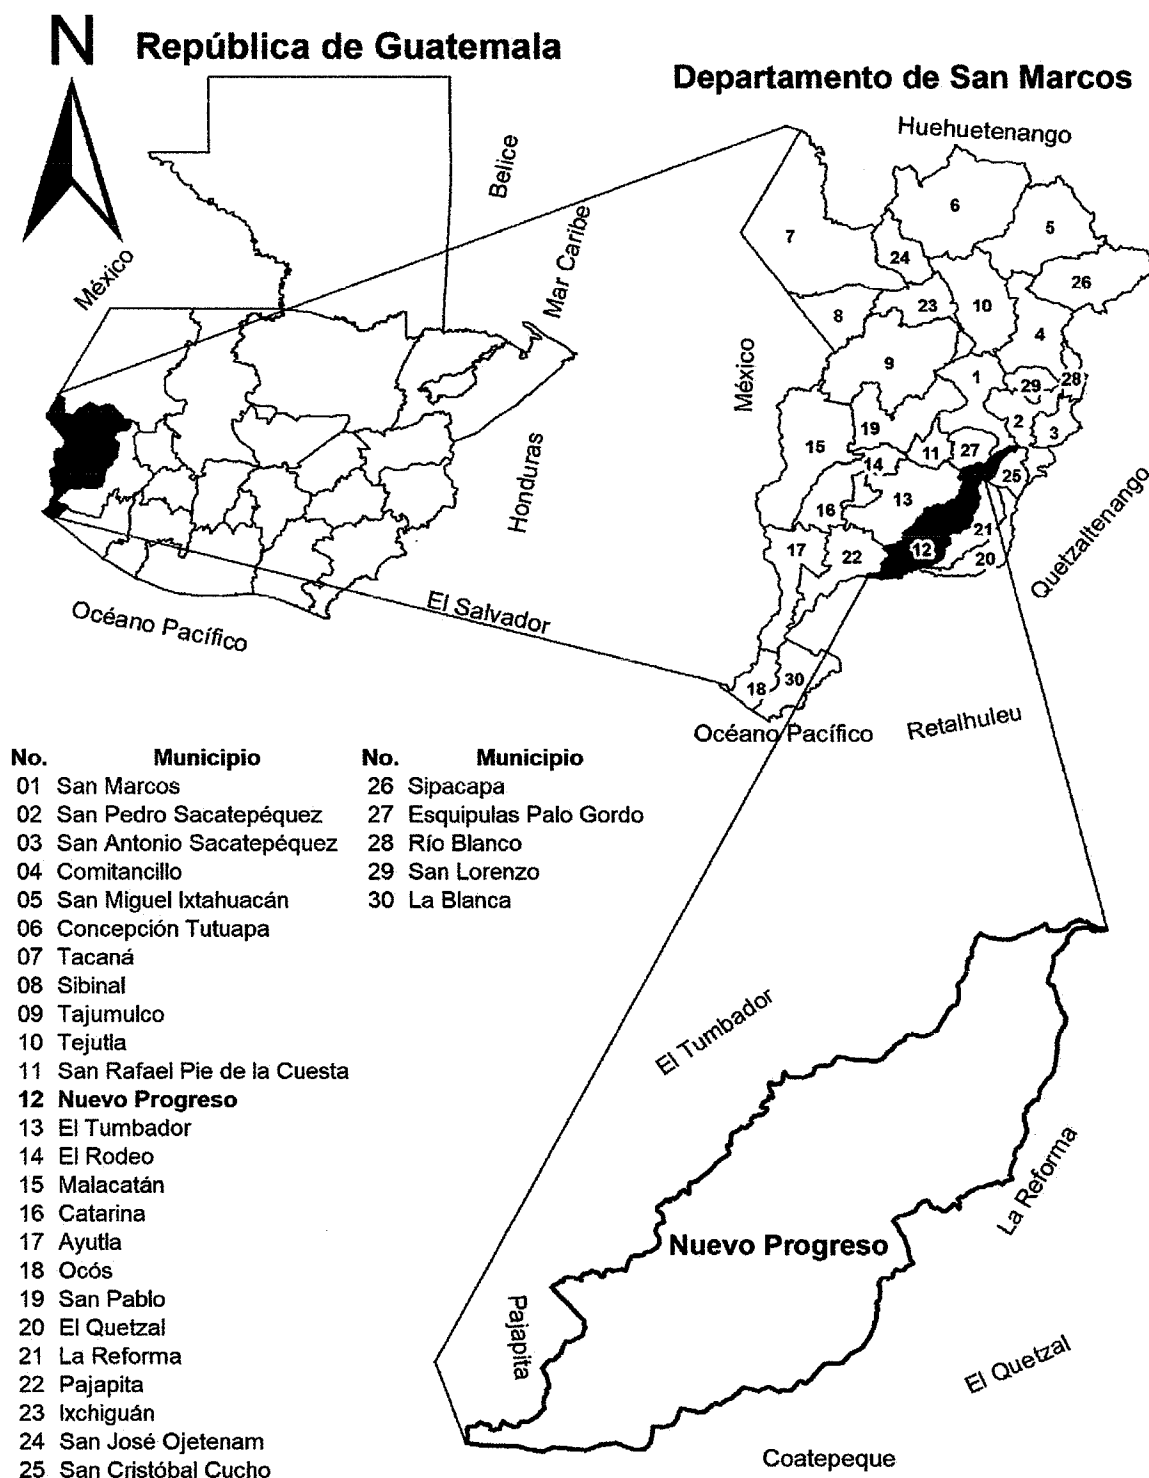 N
República de Guatemala
Departamento de San Marcos
Belice
Mar Caribe
México
Honduras
El Salvador
Océano Pacífico
Huehuetenango
México
Quetzaltenango
Retalhuleu
Océano Pacífico
6
5
7
24
26
8
23
10
4
9
1
29
28
19
2
3
15
11
27
14
25
13
16
21
17
22
12
20
18
30
No. Municipio No. Municipio
01 San Marcos 26 Sipacapa
02 San Pedro Sacatepéquez 27 Esquipulas Palo Gordo
03 San Antonio Sacatepéquez 28 Río Blanco
04 Comitancillo 29 San Lorenzo
05 San Miguel Ixtahuacán 30 La Blanca
06 Concepción Tutuapa
07 Tacaná
08 Sibinal
09 Tajumulco
10 Tejutla
11 San Rafael Pie de la Cuesta
12 Nuevo Progreso
13 El Tumbador
14 El Rodeo
15 Malacatán
16 Catarina
17 Ayutla
18 Ocós
19 San Pablo
20 El Quetzal
21 La Reforma
22 Pajapita
23 Ixchiguán
24 San José Ojetenam
25 San Cristóbal Cucho
El Tumbador
La Reforma
Nuevo Progreso
Pajapita
El Quetzal
Coatepeque